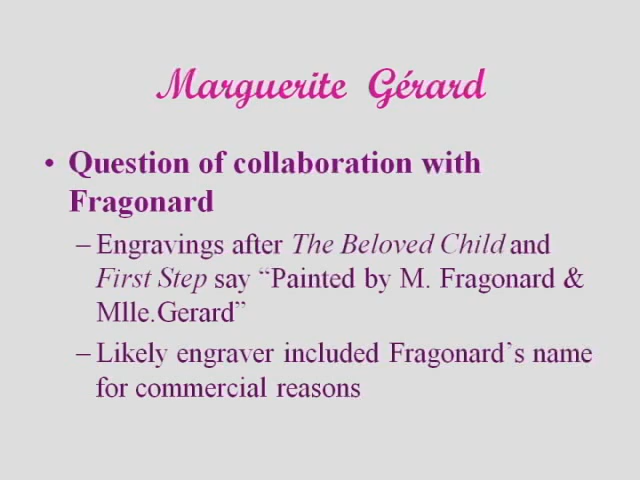 Marguerite Gérard
• Question of collaboration with
Fragonard
– Engravings after The Beloved Child and
First Step say “Painted by M. Fragonard &
Mlle.Gerard”
– Likely engraver included Fragonard’s name
for commercial reasons